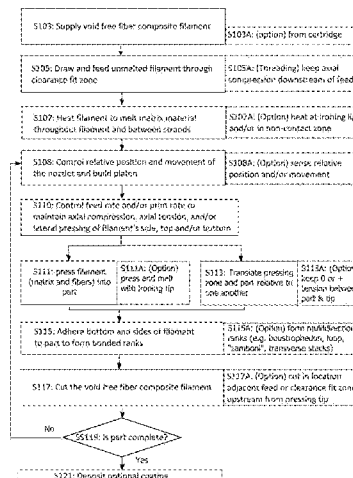 S103: Supply void free fiber composite filament
S103A: (option) from cartridge
S105: Draw and feed unmelted filament through
clearance fit zone
S105A: (Threading) keep axial
compression downstream of feed
S107: Heat filament to melt matrix material
throughout filament and between strands
S107A: (Option) heat at ironing li
and/or in non-contact zone
S108: Control relative position and movement of
the nozzle and build platen
S108A: (Option) sense relative
position and/or movement
S110: Control feed rate and/or print rate or
maintain axial compression, axial tension, and/or
lateral pressing of filament's side, top and/or bottom
S111: press filament
(matrix and fibers) into
part
S111A: (Option)
press and melt
with ironing tip
S113: Translate pressing
zone and part relative to
one another
S113A: (Option
keep 0 or +
tension between
part & tip
S115: Adhere bottom and sides of filament
to part to form bonded ranks
S115A: (Option) form multidirection
ranks (e.g. boustrophedon, loop,
"zamboni", transverse stacks)
S117: Cut the void free fiber composite filament
S117A: (Option) cut in location
adjacent feed or clearance fit zone
upstream from pressing tip
S119: Is part complete?
No
Yes
S121: Deposit optional coating